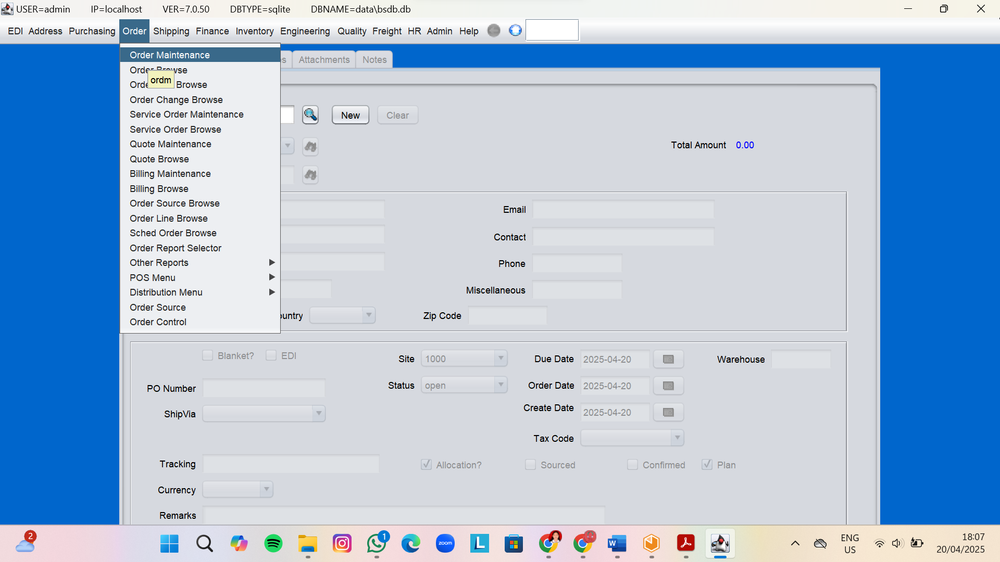 USER=admin IP=localhost VER=7.0.50 DBTYPE=sqlite DBNAME=data\bsdb.db
EDI Address Purchasing Order Shipping Finance Inventory Engineering Quality Freight HR Admin Help
Order Maintenance
Attachments Notes
Order Browse
ordm
Browse
Order Change Browse
Service Order Maintenance
New Clear
Service Order Browse
Quote Maintenance
Total Amount 0.00
Quote Browse
Billing Maintenance
Billing Browse
Order Source Browse
Email
Order Line Browse
Sched Order Browse
Contact
Order Report Selector
Other Reports
Phone
POS Menu
Distribution Menu
Miscellaneous
Order Source
Zip Code
Order Control
Blanket? EDI
Site 1000
Due Date 2025-04-20
Warehouse
PO Number
Status open
Order Date 2025-04-20
ShipVia
Create Date 2025-04-20
Tax Code
Tracking
Allocation? Sourced Confirmed Plan
Currency
Remarks
2
1
zoom
L
W
ENG
US
18:07
20/04/2025